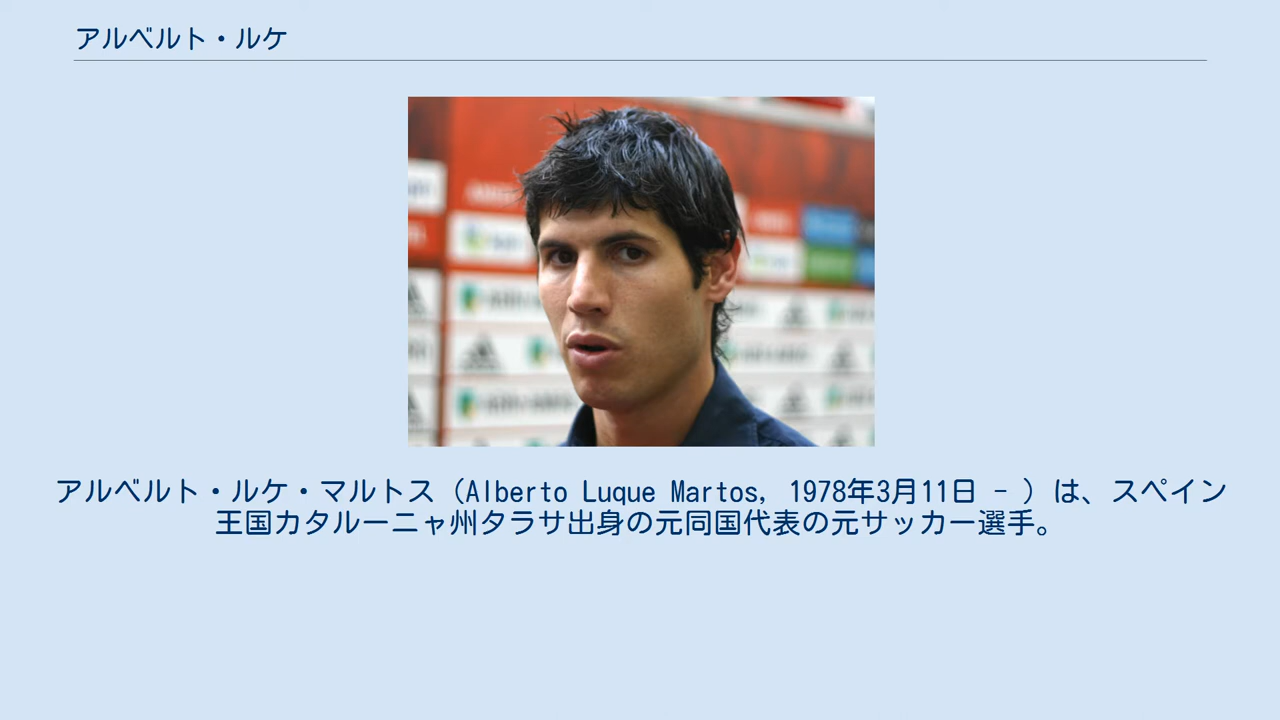 アルベルト・ルケ
アルベルト・ルケ・マルトス（Alberto Luque Martos, 1978年3月11日 - ）は、スペイン
王国カタルーニャ州タラサ出身の元同国代表の元サッカー選手。